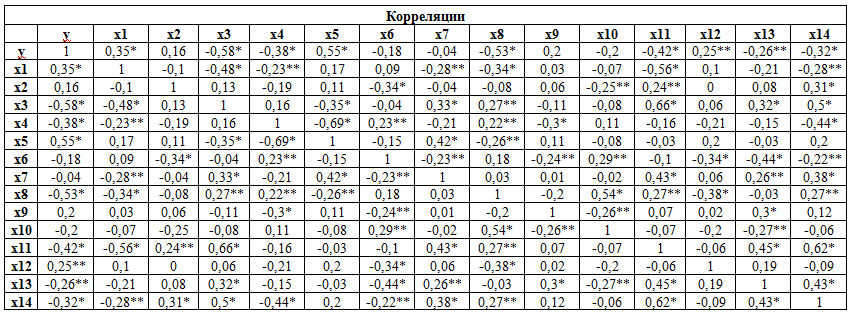 Корреляции
y x1 x2 x3 x4 x5 x6 x7 x8 x9 x10 x11 x12 x13 x14
y 1 0,35* 0,16 -0,58* -0,38* 0,55* -0,18 -0,04 -0,53* 0,2 -0,2 -0,42* 0,25** -0,26** -0,32*
x1 0,35* 1 -0,1 -0,48* -0,23** 0,17 0,09 -0,28** -0,34* 0,03 -0,07 -0,56* 0,1 -0,21 -0,28**
x2 0,16 -0,1 1 0,13 -0,19 0,11 -0,34* -0,04 -0,08 0,06 -0,25** 0,24** 0 0,08 0,31*
x3 -0,58* -0,48* 0,13 1 0,16 -0,35* -0,04 0,33* 0,27** -0,11 -0,08 0,66* 0,06 0,32* 0,5*
x4 -0,38* -0,23** -0,19 0,16 1 -0,69* 0,23** -0,21 0,22** -0,3* 0,11 -0,16 -0,21 -0,15 -0,44*
x5 0,55* 0,17 0,11 -0,35* -0,69* 1 -0,15 0,42* -0,26** 0,11 -0,08 -0,03 0,2 -0,03 0,2
x6 -0,18 0,09 -0,34* -0,04 0,23** -0,15 1 -0,23** 0,18 -0,24** 0,29** -0,1 -0,34* -0,44* -0,22**
x7 -0,04 -0,28** -0,04 0,33* -0,21 0,42* -0,23** 1 0,03 0,01 -0,02 0,43* 0,06 0,26** 0,38*
x8 -0,53* -0,34* -0,08 0,27** 0,22** -0,26** 0,18 0,03 1 -0,2 0,54* 0,27** -0,38* -0,03 0,27**
x9 0,2 0,03 0,06 -0,11 -0,3* 0,11 -0,24** 0,01 -0,2 1 -0,26** 0,07 0,02 0,3* 0,12
x10 -0,2 -0,07 -0,25 -0,08 0,11 -0,08 0,29** -0,02 0,54* -0,26** 1 -0,07 -0,2 -0,27** -0,06
x11 -0,42* -0,56* 0,24** 0,66* -0,16 -0,03 -0,1 0,43* 0,27** 0,07 -0,07 1 -0,06 0,45* 0,62*
x12 0,25** 0,1 0 0,06 -0,21 0,2 -0,34* 0,06 -0,38* 0,02 -0,2 -0,06 1 0,19 -0,09
x13 -0,26** -0,21 0,08 0,32* -0,15 -0,03 -0,44* 0,26** -0,03 0,3* -0,27** 0,45* 0,19 1 0,43*
x14 -0,32* -0,28** 0,31* 0,5* -0,44* 0,2 -0,22** 0,38* 0,27** 0,12 -0,06 0,62* -0,09 0,43* 1